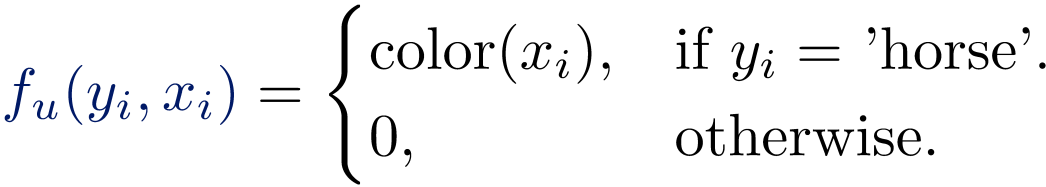 f_u(y_i, x_i) = { color(x_i), if y_i = 'horse'.
0, otherwise.